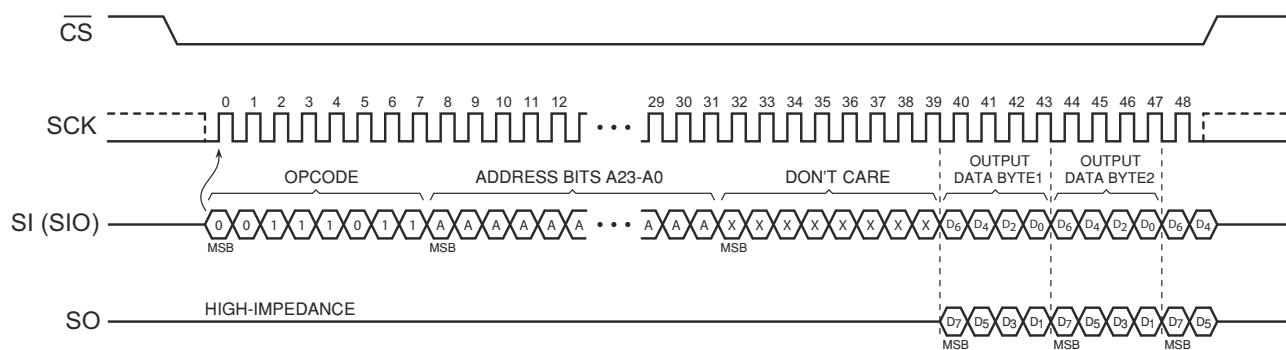 CS
SCK
0 1 2 3 4 5 6 7 8 9 10 11 12 29 30 31 32 33 34 35 36 37 38 39 40 41 42 43 44 45 46 47 48
OPCODE
ADDRESS BITS A23-A0
DON'T CARE
OUTPUT
DATA BYTE1
OUTPUT
DATA BYTE2
SI (SIO)
0 0 1 1 1 0 1 1 A A A A A A • • • A A A X X X X X X X X D6 D4 D2 D0 D6 D4 D2 D0 D6 D4
MSB MSB MSB
HIGH-IMPEDANCE
SO
D7 D5 D3 D1 D7 D5 D3 D1 D7 D5
MSB MSB MSB